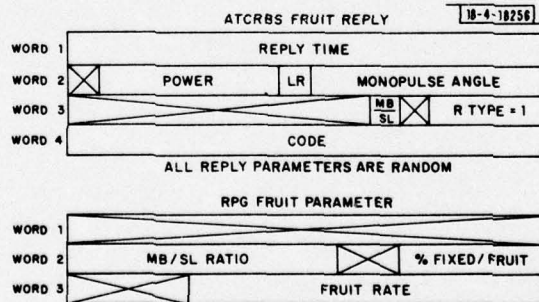 18-4-18256
ATCRBS FRUIT REPLY
WORD 1 REPLY TIME
WORD 2 POWER LR MONOPULSE ANGLE
WORD 3 MB SL R TYPE = 1
WORD 4 CODE
ALL REPLY PARAMETERS ARE RANDOM
RPG FRUIT PARAMETER
WORD 1
WORD 2 MB/SL RATIO % FIXED/FRUIT
WORD 3 FRUIT RATE